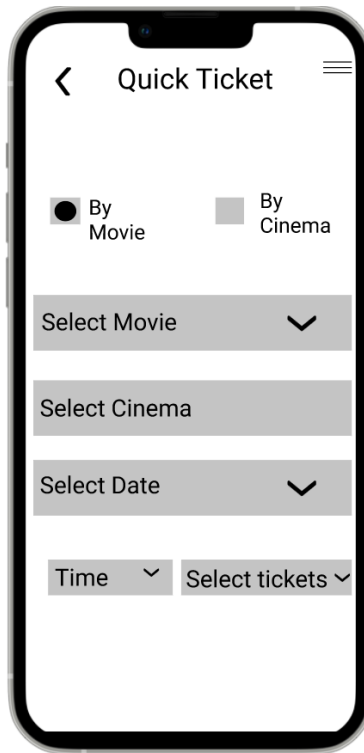 Quick Ticket
By
Movie
By
Cinema
Select Movie
Select Cinema
Select Date
Time
Select tickets